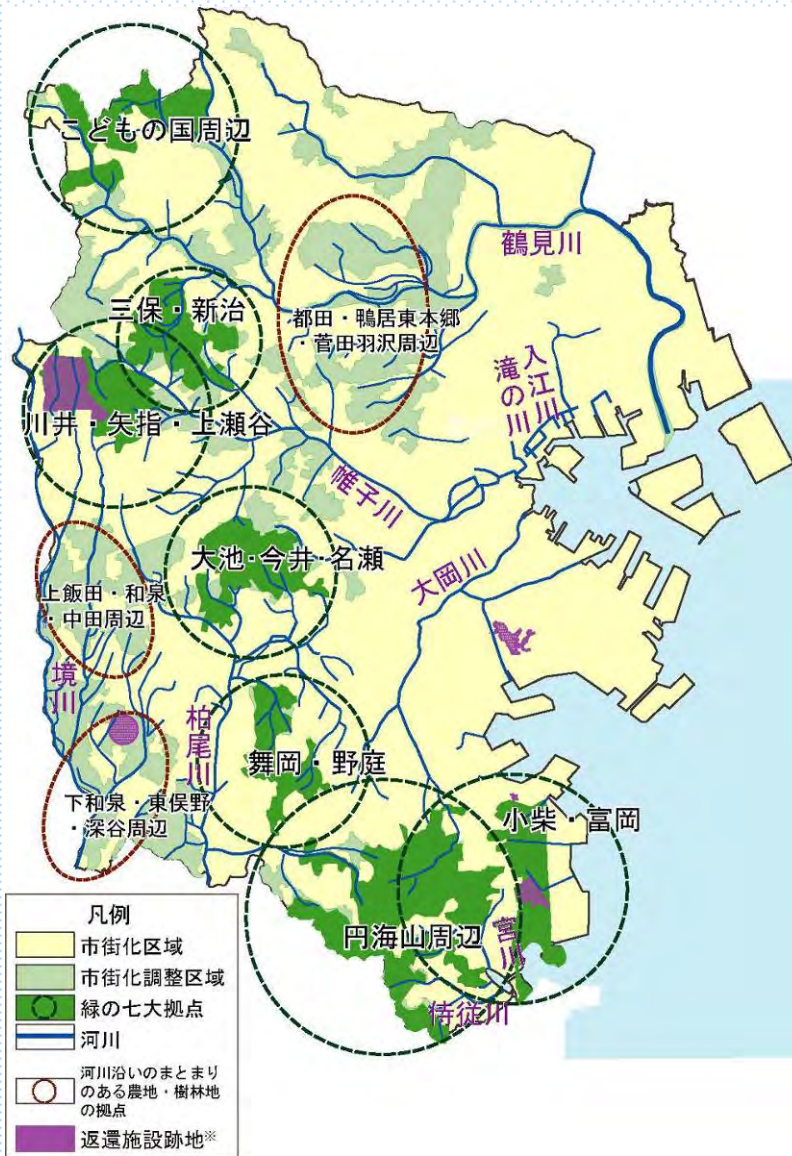 こどもの国周辺
鶴見川
三保・新治
都田・鴨居東本郷
・菅田羽沢周辺
入江川
滝の川
川井・矢指・上瀬谷
帷子川
大池・今井・名瀬
大岡川
上飯田・和泉
・中田周辺
境川
柏尾川
舞岡・野庭
下和泉・東俣野
・深谷周辺
小柴・富岡
円海山周辺
宮川
侍従川
凡例
市街化区域
市街化調整区域
緑の七大拠点
河川
河川沿いのまとまり
のある農地・樹林地
の拠点
返還施設跡地※